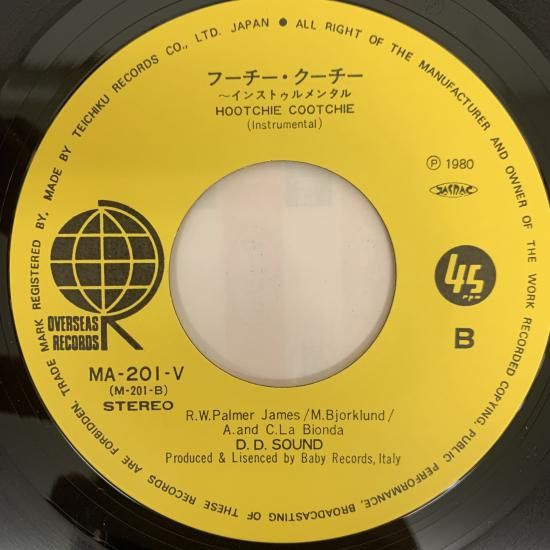 MADE BY TEICHIKU RECORDS CO., LTD. JAPAN ● ALL RIGHT OF THE MANUFACTURER AND OWNER OF THE WORK RECORDED COPYING, PUBLIC PERFORMANCE, BROADCASTING OF THESE RECORDS ARE FORBIDDEN, TRADE MARK REGISTERED BY,
フーチー・クーチー
〜インストゥルメンタル
HOOTCHIE COOTCHIE
(Instrumental)
Ⓟ 1980
JASRAC
45
rpm
OVERSEAS
RECORDS
B
MA-201-V
(M-201-B)
STEREO
R.W.Palmer James/M.Bjorklund/
A.and C.La Bionda
D.D.SOUND
Produced & Lisenced by Baby Records, Italy